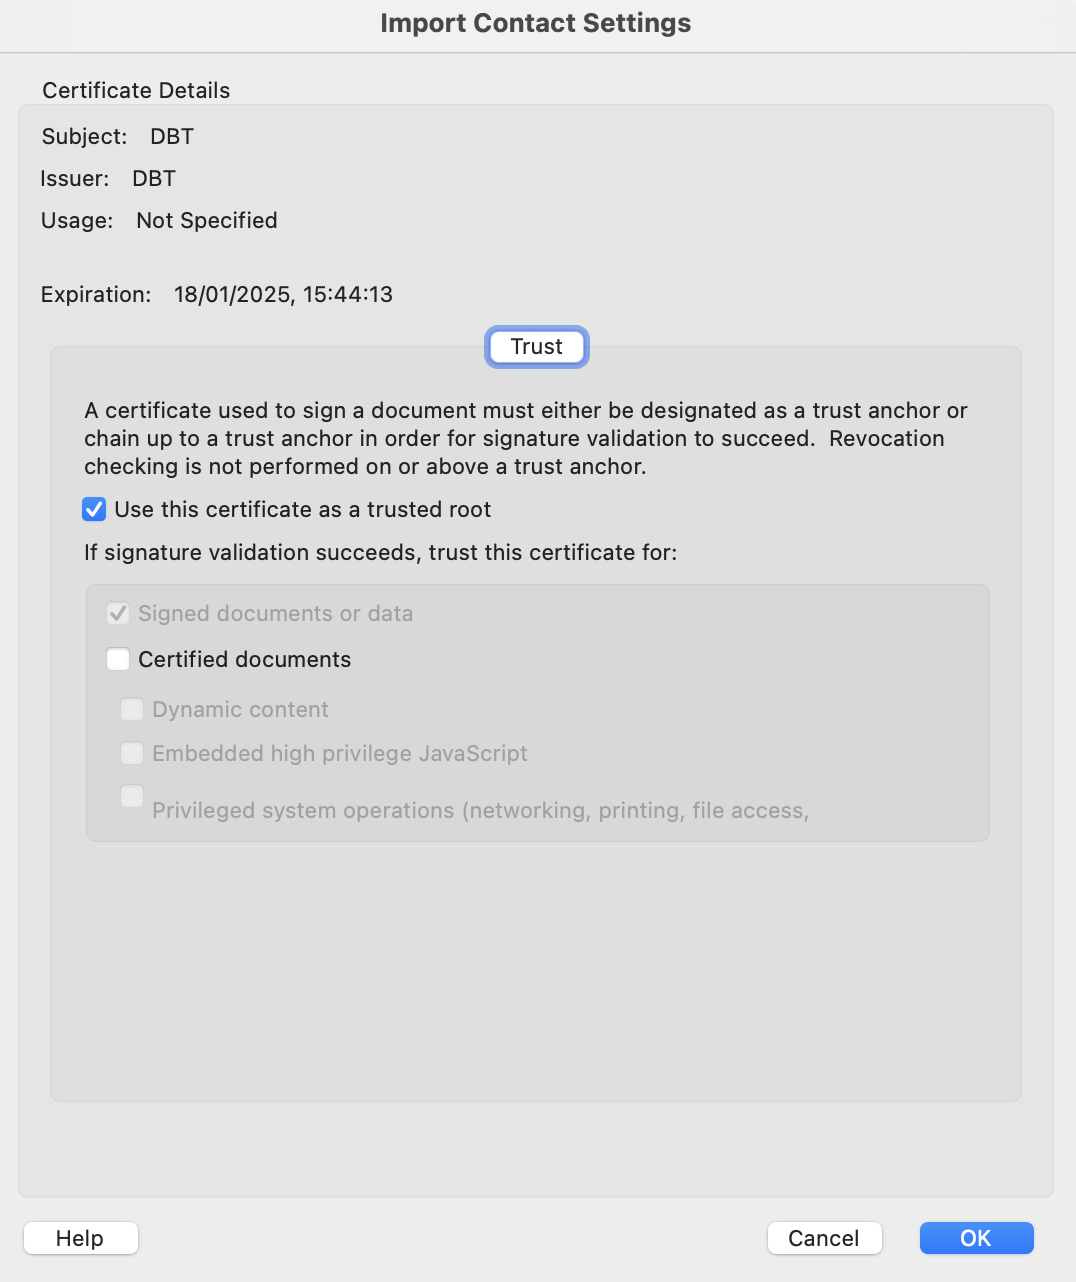 Import Contact Settings
Certificate Details
Subject: DBT
Issuer: DBT
Usage: Not Specified
Expiration: 18/01/2025, 15:44:13
Trust
A certificate used to sign a document must either be designated as a trust anchor or
chain up to a trust anchor in order for signature validation to succeed.  Revocation
checking is not performed on or above a trust anchor.
Use this certificate as a trusted root
If signature validation succeeds, trust this certificate for:
Signed documents or data
Certified documents
Dynamic content
Embedded high privilege JavaScript
Privileged system operations (networking, printing, file access,
Help
Cancel
OK